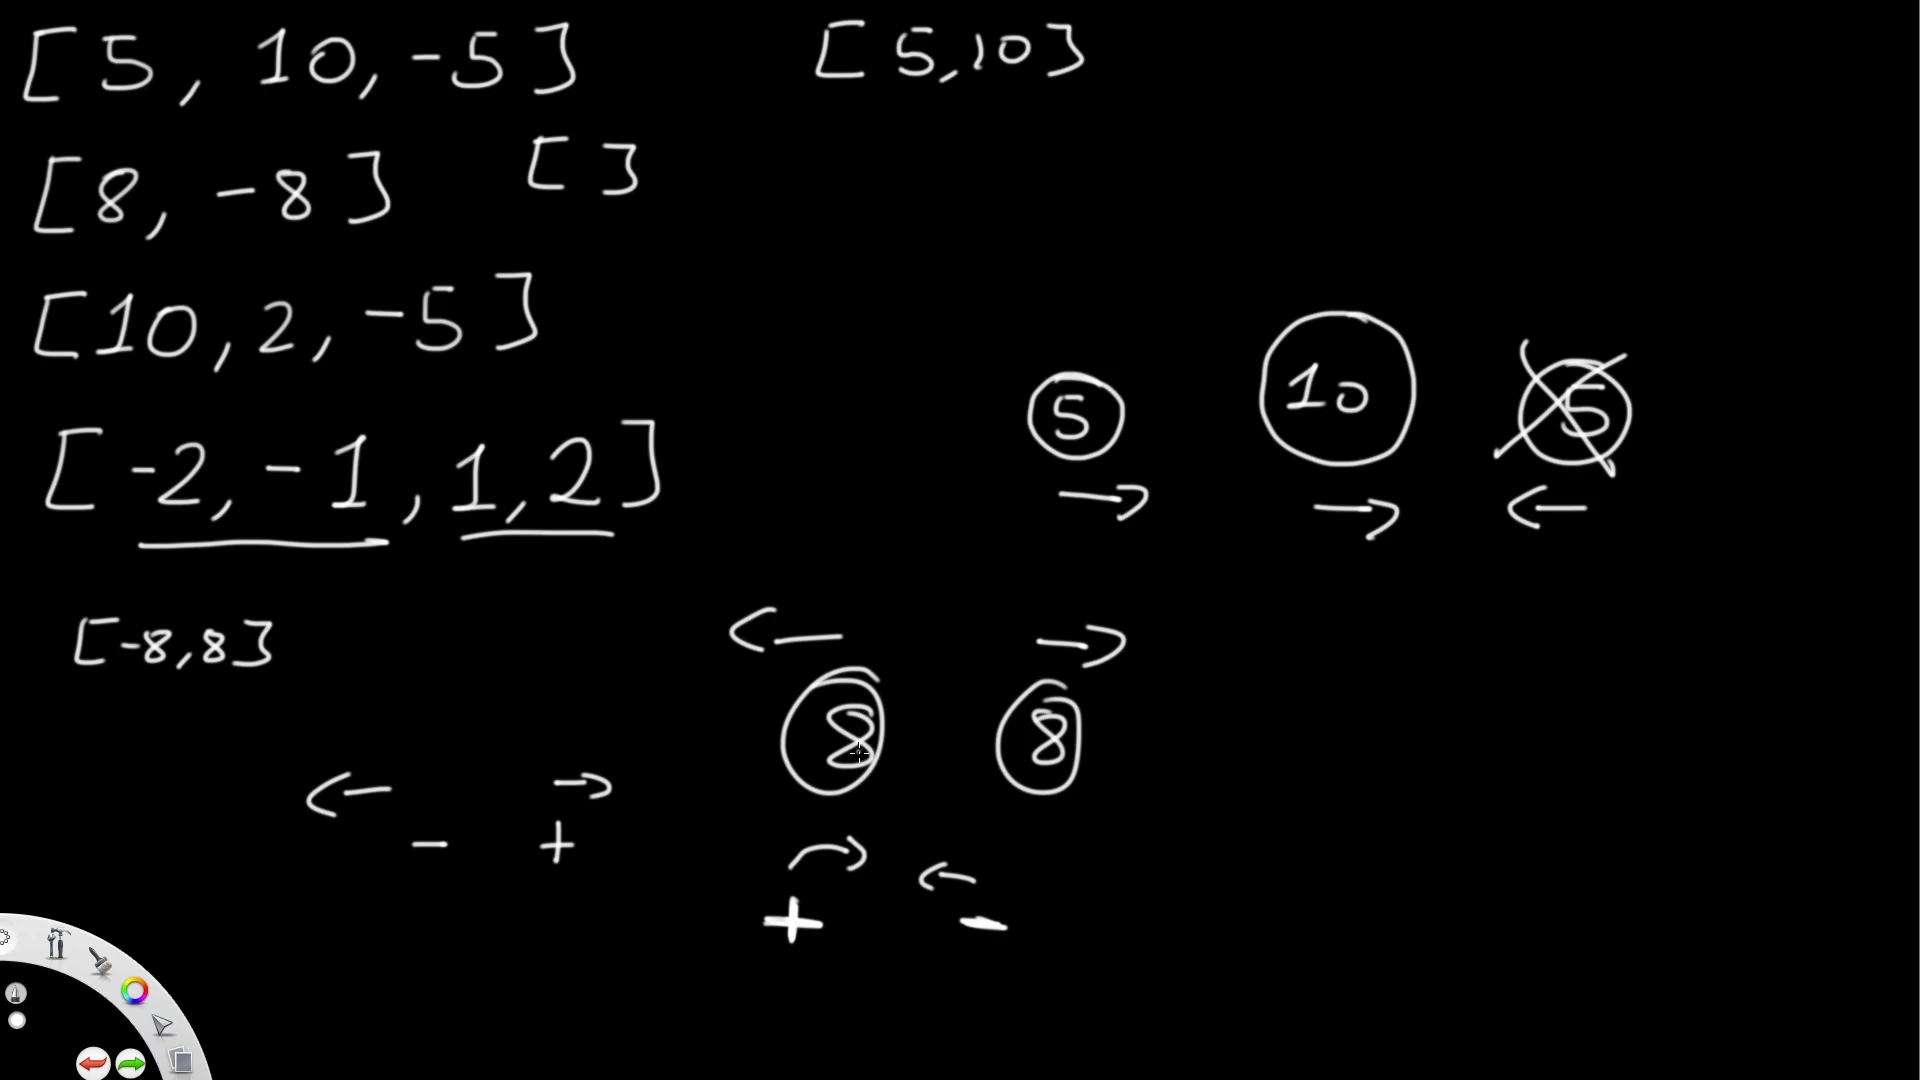 [ 5, 10, -5 ] [ 5, 10 ]
[ 8, -8 ] [ ]
[ 10, 2, -5 ]
5 10 5
[ -2, -1, 1, 2 ]
[ -8, 8 ]
8 8
- +
+ -